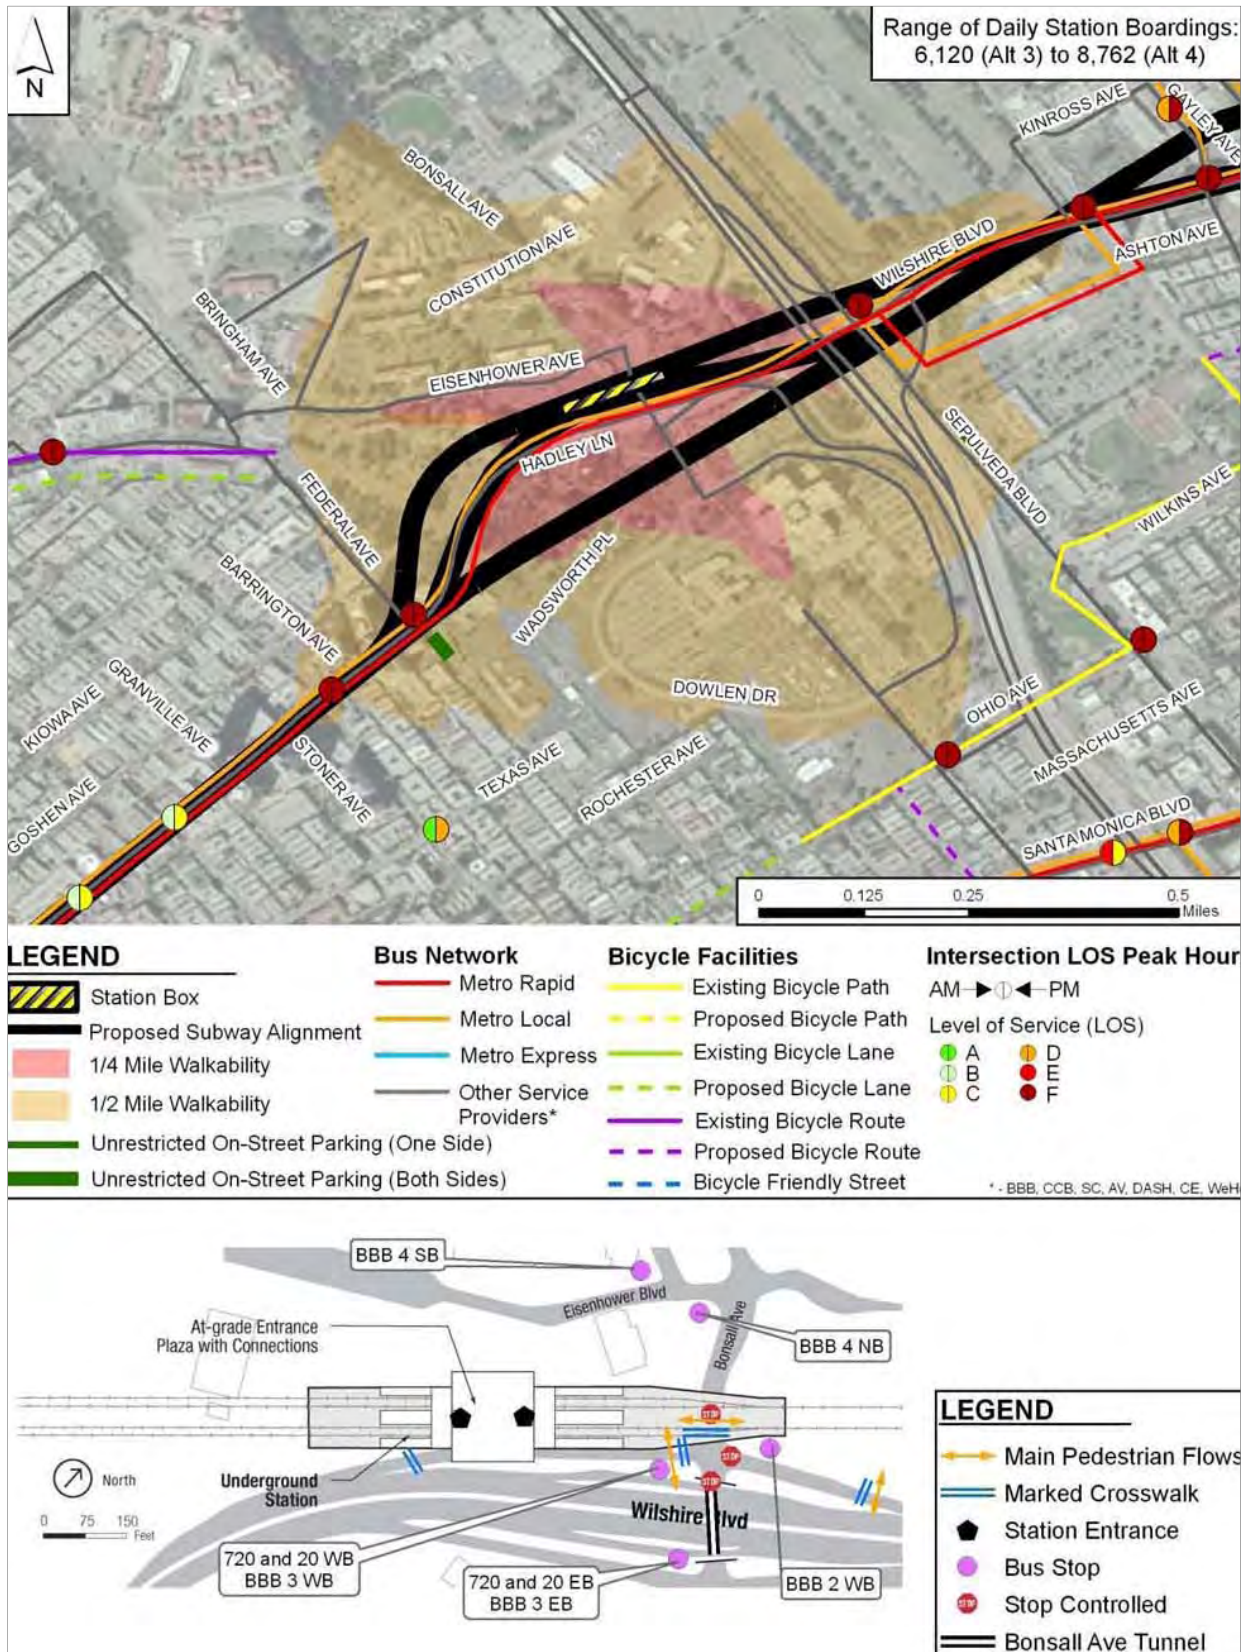 Range of Daily Station Boardings:
6,120 (Alt 3) to 8,762 (Alt 4)
N
KINROSS AVE
GAYLEY AVE
BONSALL AVE
CONSTITUTION AVE
WILSHIRE BLVD
ASHTON AVE
BRINGHAM AVE
EISENHOWER AVE
HADLEY LN
SEPULVEDA BLVD
WILKINS AVE
FEDERAL AVE
WADSWORTH PL
BARRINGTON AVE
GRANVILLE AVE
KIOWA AVE
DOWLEN DR
OHIO AVE
MASSACHUSETTS AVE
STONER AVE
TEXAS AVE
ROCHESTER AVE
GOSHEN AVE
SANTA MONICA BLVD
0 0.125 0.25 0.5
Miles
LEGEND
Station Box
Proposed Subway Alignment
1/4 Mile Walkability
1/2 Mile Walkability
Unrestricted On-Street Parking (One Side)
Unrestricted On-Street Parking (Both Sides)
Bus Network
Metro Rapid
Metro Local
Metro Express
Other Service
Providers*
Bicycle Facilities
Existing Bicycle Path
Proposed Bicycle Path
Existing Bicycle Lane
Proposed Bicycle Lane
Existing Bicycle Route
Proposed Bicycle Route
Bicycle Friendly Street
Intersection LOS Peak Hour
AM PM
Level of Service (LOS)
A D
B E
C F
* - BBB, CCB, SC, AV, DASH, CE, WeH
BBB 4 SB
Eisenhower Blvd
At-grade Entrance
Plaza with Connections
Bonsall Ave
BBB 4 NB
STOP
STOP
STOP
North
0 75 150
Feet
Underground
Station
Wilshire Blvd
720 and 20 WB
BBB 3 WB
720 and 20 EB
BBB 3 EB
BBB 2 WB
LEGEND
Main Pedestrian Flows
Marked Crosswalk
Station Entrance
Bus Stop
STOP Stop Controlled
Bonsall Ave Tunnel